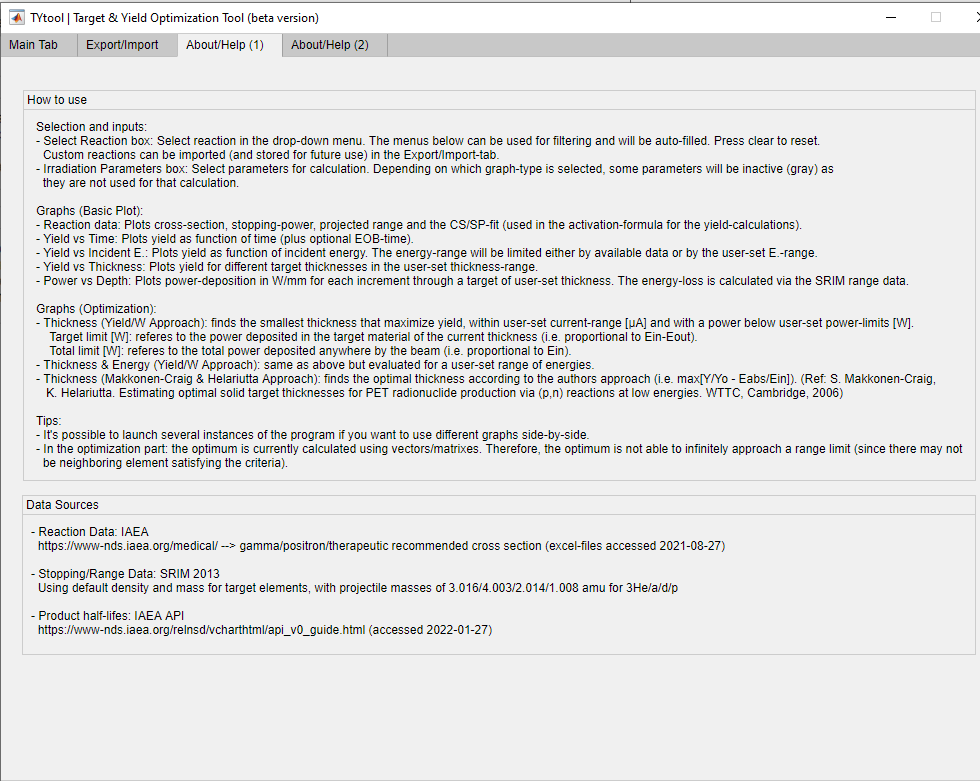 TYtool | Target & Yield Optimization Tool (beta version)
Main Tab
Export/Import
About/Help (1)
About/Help (2)
How to use
Selection and inputs:
- Select Reaction box: Select reaction in the drop-down menu. The menus below can be used for filtering and will be auto-filled. Press clear to reset.
Custom reactions can be imported (and stored for future use) in the Export/Import-tab.
- Irradiation Parameters box: Select parameters for calculation. Depending on which graph-type is selected, some parameters will be inactive (gray) as
they are not used for that calculation.
Graphs (Basic Plot):
- Reaction data: Plots cross-section, stopping-power, projected range and the CS/SP-fit (used in the activation-formula for the yield-calculations).
- Yield vs Time: Plots yield as function of time (plus optional EOB-time).
- Yield vs Incident E.: Plots yield as function of incident energy. The energy-range will be limited either by available data or by the user-set E.-range.
- Yield vs Thickness: Plots yield for different target thicknesses in the user-set thickness-range.
- Power vs Depth: Plots power-deposition in W/mm for each increment through a target of user-set thickness. The energy-loss is calculated via the SRIM range data.
Graphs (Optimization):
- Thickness (Yield/W Approach): finds the smallest thickness that maximize yield, within user-set current-range [µA] and with a power below user-set power-limits [W].
Target limit [W]: referes to the power deposited in the target material of the current thickness (i.e. proportional to Ein-Eout).
Total limit [W]: referes to the total power deposited anywhere by the beam (i.e. proportional to Ein).
- Thickness & Energy (Yield/W Approach): same as above but evaluated for a user-set range of energies.
- Thickness (Makkonen-Craig & Helariutta Approach): finds the optimal thickness according to the authors approach (i.e. max[Y/Yo - Eabs/Ein]). (Ref: S. Makkonen-Craig,
K. Helariutta. Estimating optimal solid target thicknesses for PET radionuclide production via (p,n) reactions at low energies. WTTC, Cambridge, 2006)
Tips:
- It's possible to launch several instances of the program if you want to use different graphs side-by-side.
- In the optimization part: the optimum is currently calculated using vectors/matrixes. Therefore, the optimum is not able to infinitely approach a range limit (since there may not
be neighboring element satisfying the criteria).
Data Sources
- Reaction Data: IAEA
https://www-nds.iaea.org/medical/ --> gamma/positron/therapeutic recommended cross section (excel-files accessed 2021-08-27)
- Stopping/Range Data: SRIM 2013
Using default density and mass for target elements, with projectile masses of 3.016/4.003/2.014/1.008 amu for 3He/a/d/p
- Product half-lifes: IAEA API
https://www-nds.iaea.org/relnsd/vcharthtml/api_v0_guide.html (accessed 2022-01-27)